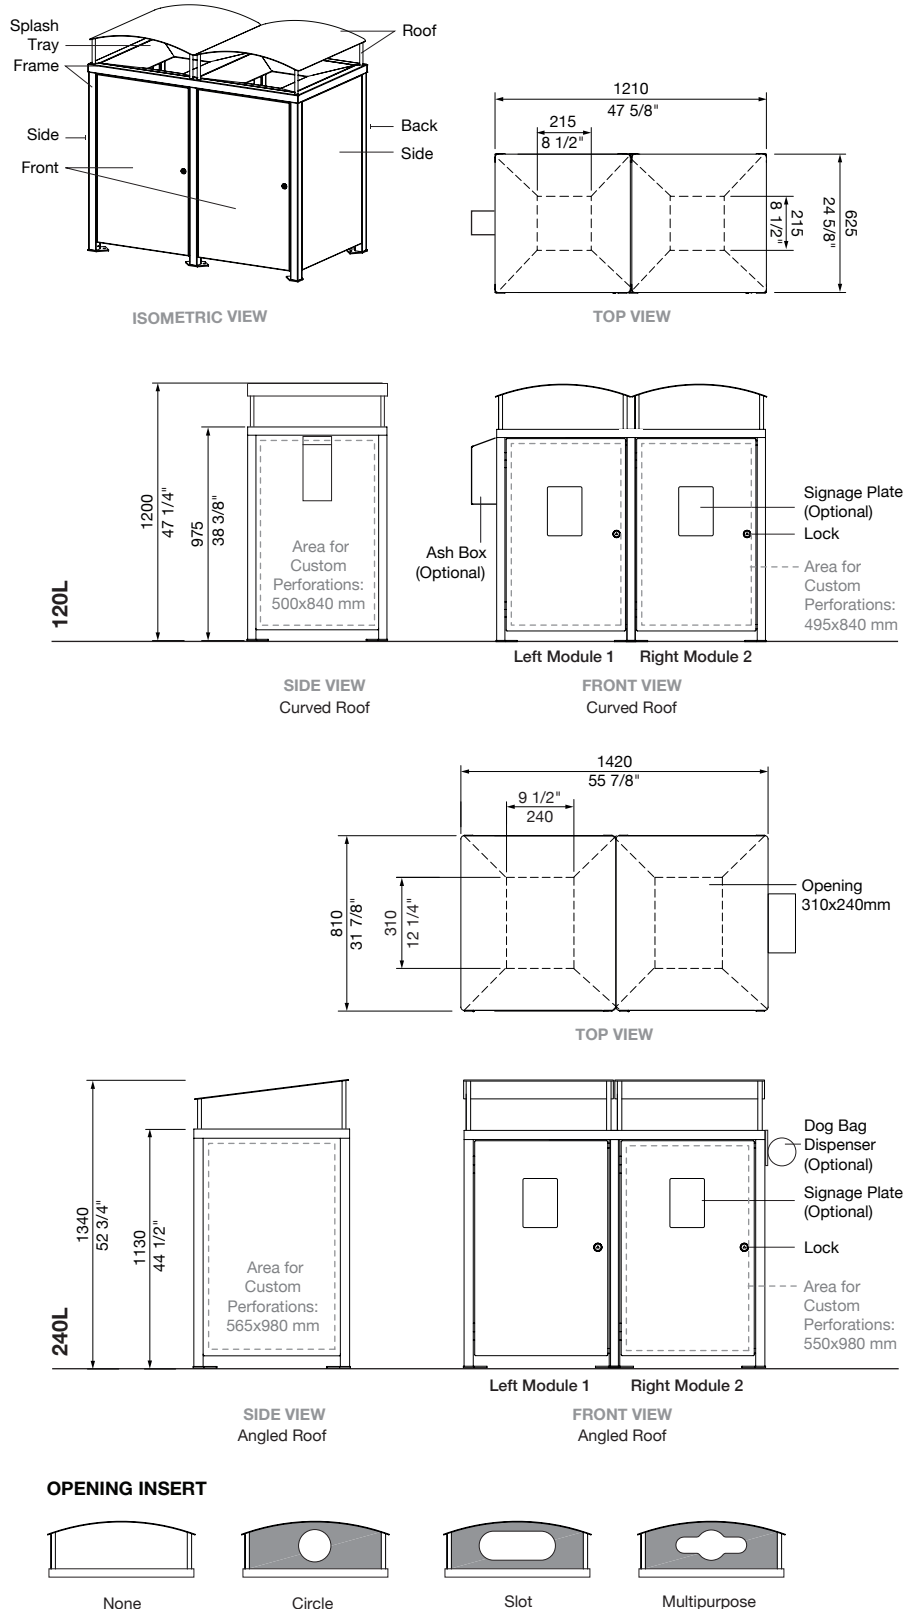 Splash
Tray
Frame
Side
Front
Roof
Back
Side
ISOMETRIC VIEW
1210
47 5/8"
215
8 1/2"
215
8 1/2"
625
24 5/8"
TOP VIEW
120L
1200
47 1/4"
975
38 3/8"
Area for
Custom
Perforations:
500x840 mm
Ash Box
(Optional)
Signage Plate
(Optional)
Lock
Area for
Custom
Perforations:
495x840 mm
Left Module 1
Right Module 2
SIDE VIEW
Curved Roof
FRONT VIEW
Curved Roof
1420
55 7/8"
9 1/2"
240
810
31 7/8"
310
12 1/4"
Opening
310x240mm
TOP VIEW
240L
1340
52 3/4"
1130
44 1/2"
Area for
Custom
Perforations:
565x980 mm
Dog Bag
Dispenser
(Optional)
Signage Plate
(Optional)
Lock
Area for
Custom
Perforations:
550x980 mm
Left Module 1
Right Module 2
SIDE VIEW
Angled Roof
FRONT VIEW
Angled Roof
OPENING INSERT
None
Circle
Slot
Multipurpose